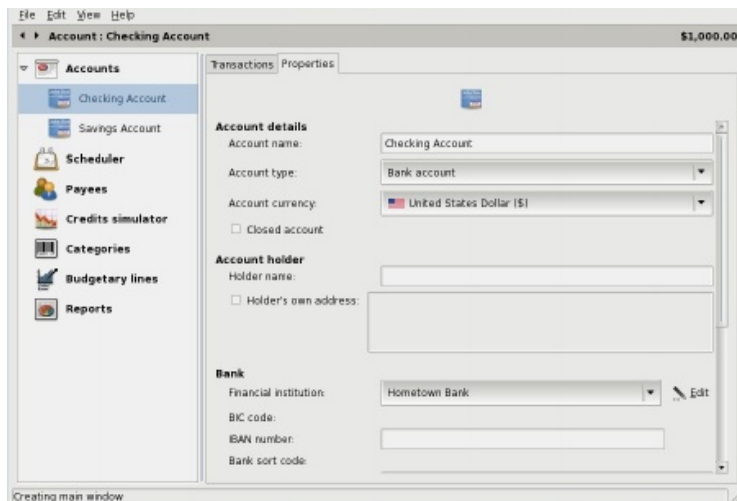 File Edit View Help
Account : Checking Account $1,000.00
Accounts
Checking Account
Savings Account
Scheduler
Payees
Credits simulator
Categories
Budgetary lines
Reports
Transactions Properties
Account details
Account name: Checking Account
Account type: Bank account
Account currency: United States Dollar ($)
Closed account
Account holder
Holder name:
Holder's own address:
Bank
Financial institution: Hometown Bank Edit
BIC code:
IBAN number:
Bank sort code:
Creating main window